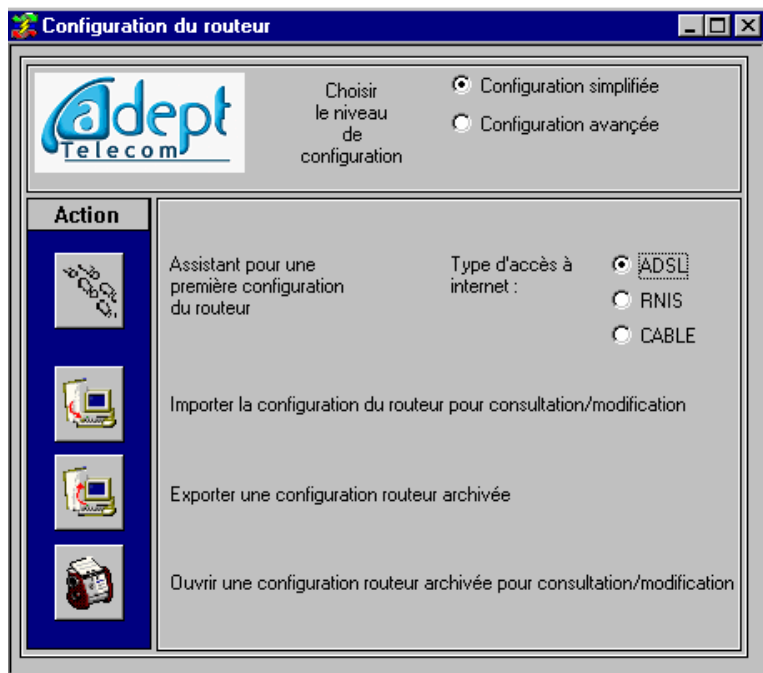 Configuration du routeur
adept
Telecom
Choisir
le niveau
de
configuration
Configuration simplifiée
Configuration avançée
Action
Assistant pour une
première configuration
du routeur
Type d'accès à
internet :
ADSL
RNIS
CABLE
Importer la configuration du routeur pour consultation/modification
Exporter une configuration routeur archivée
Ouvrir une configuration routeur archivée pour consultation/modification